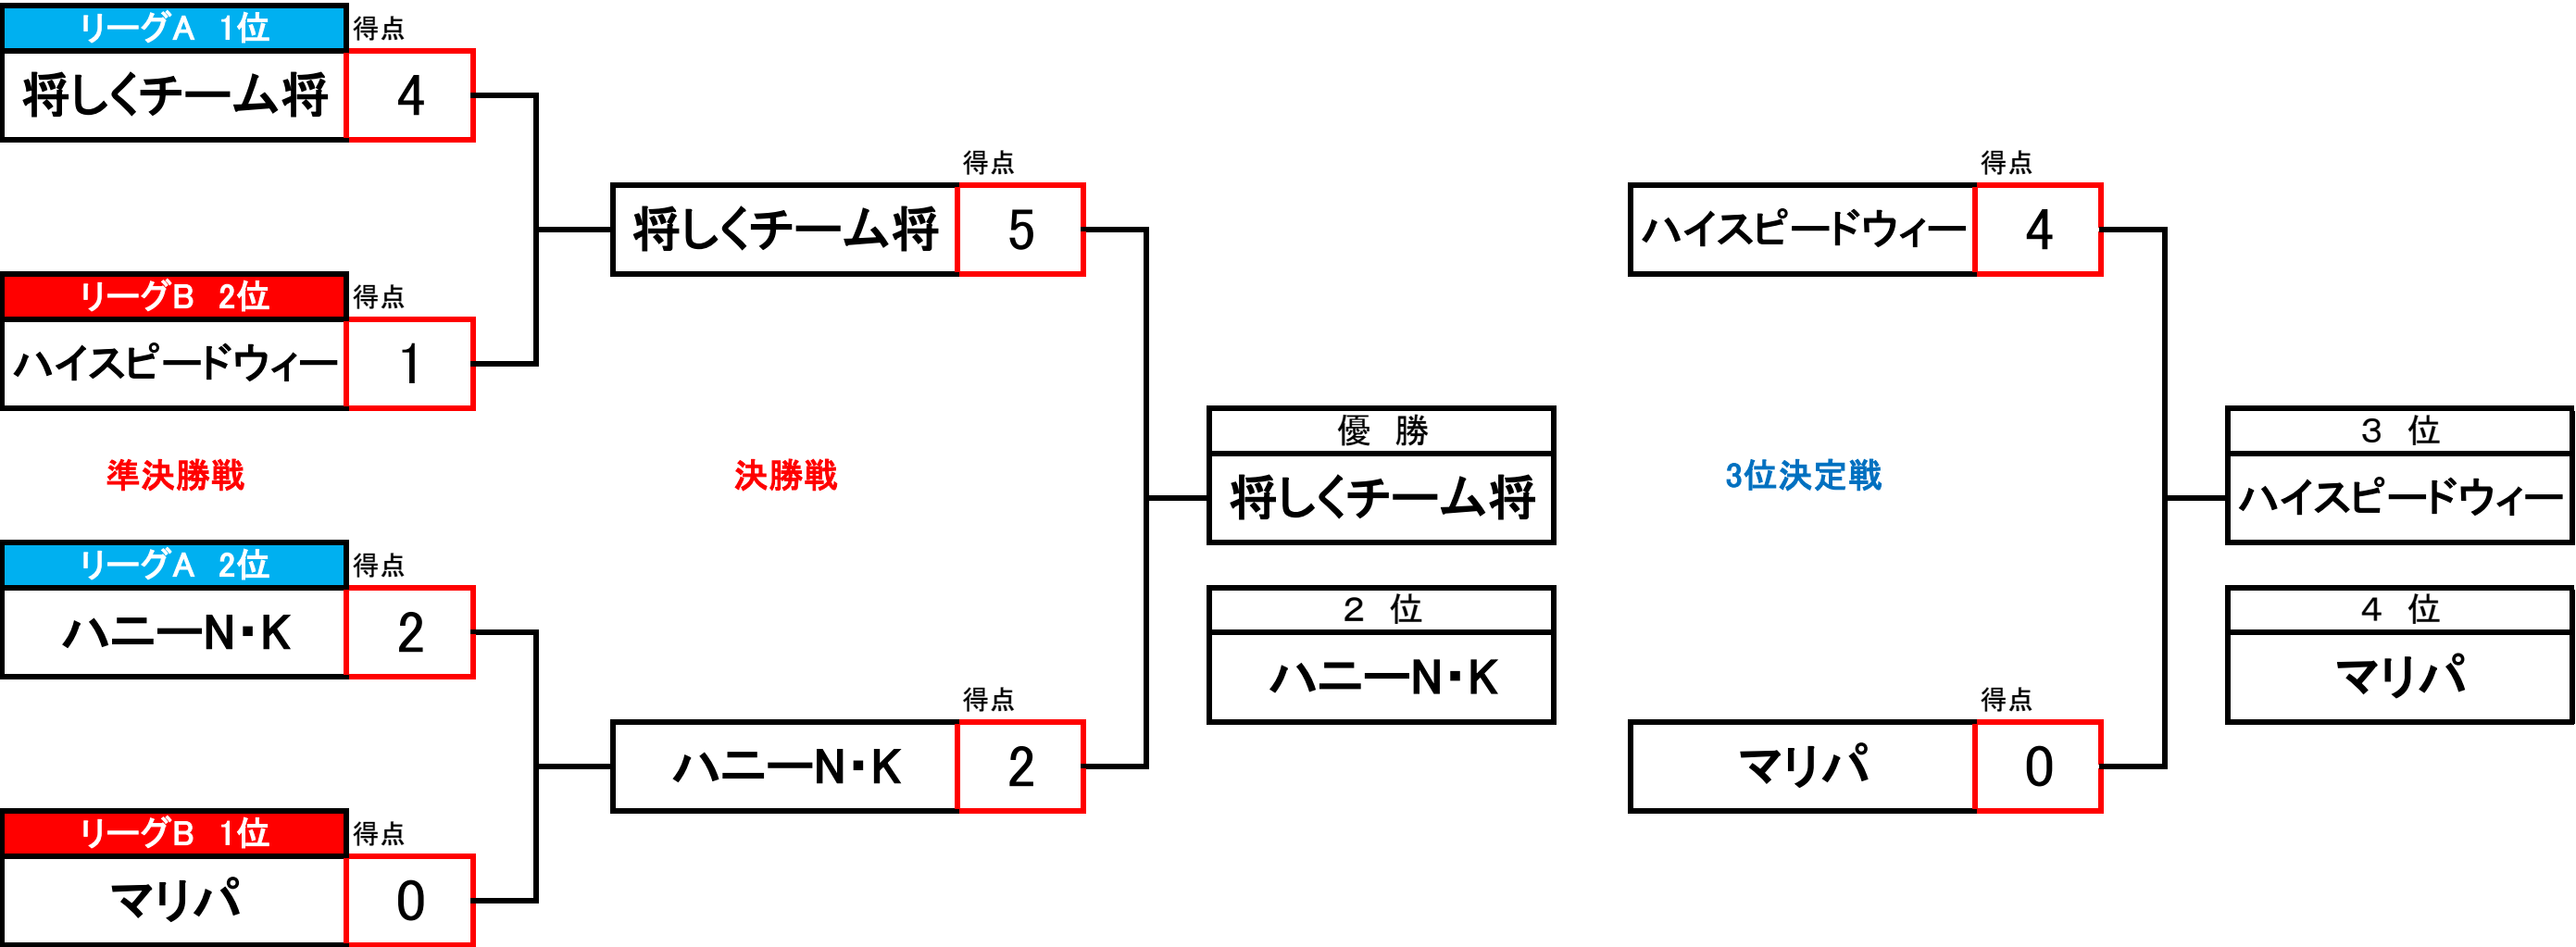 リーグA 1位 得点
将しくチーム将 4
リーグB 2位 得点
ハイスピードウィー 1
準決勝戦
リーグA 2位 得点
ハニーN・K 2
リーグB 1位 得点
マリパ 0
得点
将しくチーム将 5
決勝戦
得点
ハニーN・K 2
優 勝
将しくチーム将
2 位
ハニーN・K
得点
ハイスピードウィー 4
3位決定戦
得点
マリパ 0
3 位
ハイスピードウィー
4 位
マリパ